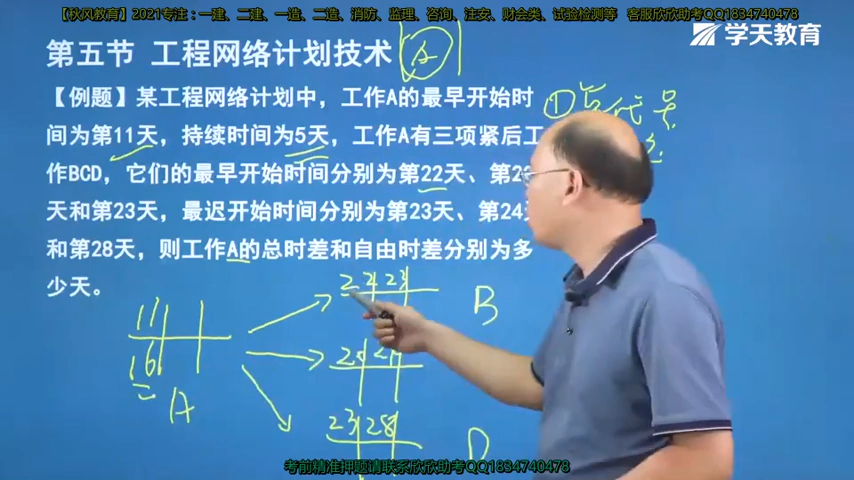 【秋风教育】2021专注：一建、二建、一造、二造、消防、监理、咨询、注安、财会类、试验检测等 客服欣欣助考QQ1834740478
学天教育
第五节 工程网络计划技术
A
【例题】某工程网络计划中，工作A的最早开始时
①
代号
间为第11天，持续时间为5天，工作A有三项紧后工
作BCD，它们的最早开始时间分别为第22天、第2
天和第23天，最迟开始时间分别为第23天、第24
和第28天，则工作A的总时差和自由时差分别为多
少天。
22 23 B
11
16
A
23 28 D
考前精准押题请联系欣欣助考QQ1834740478